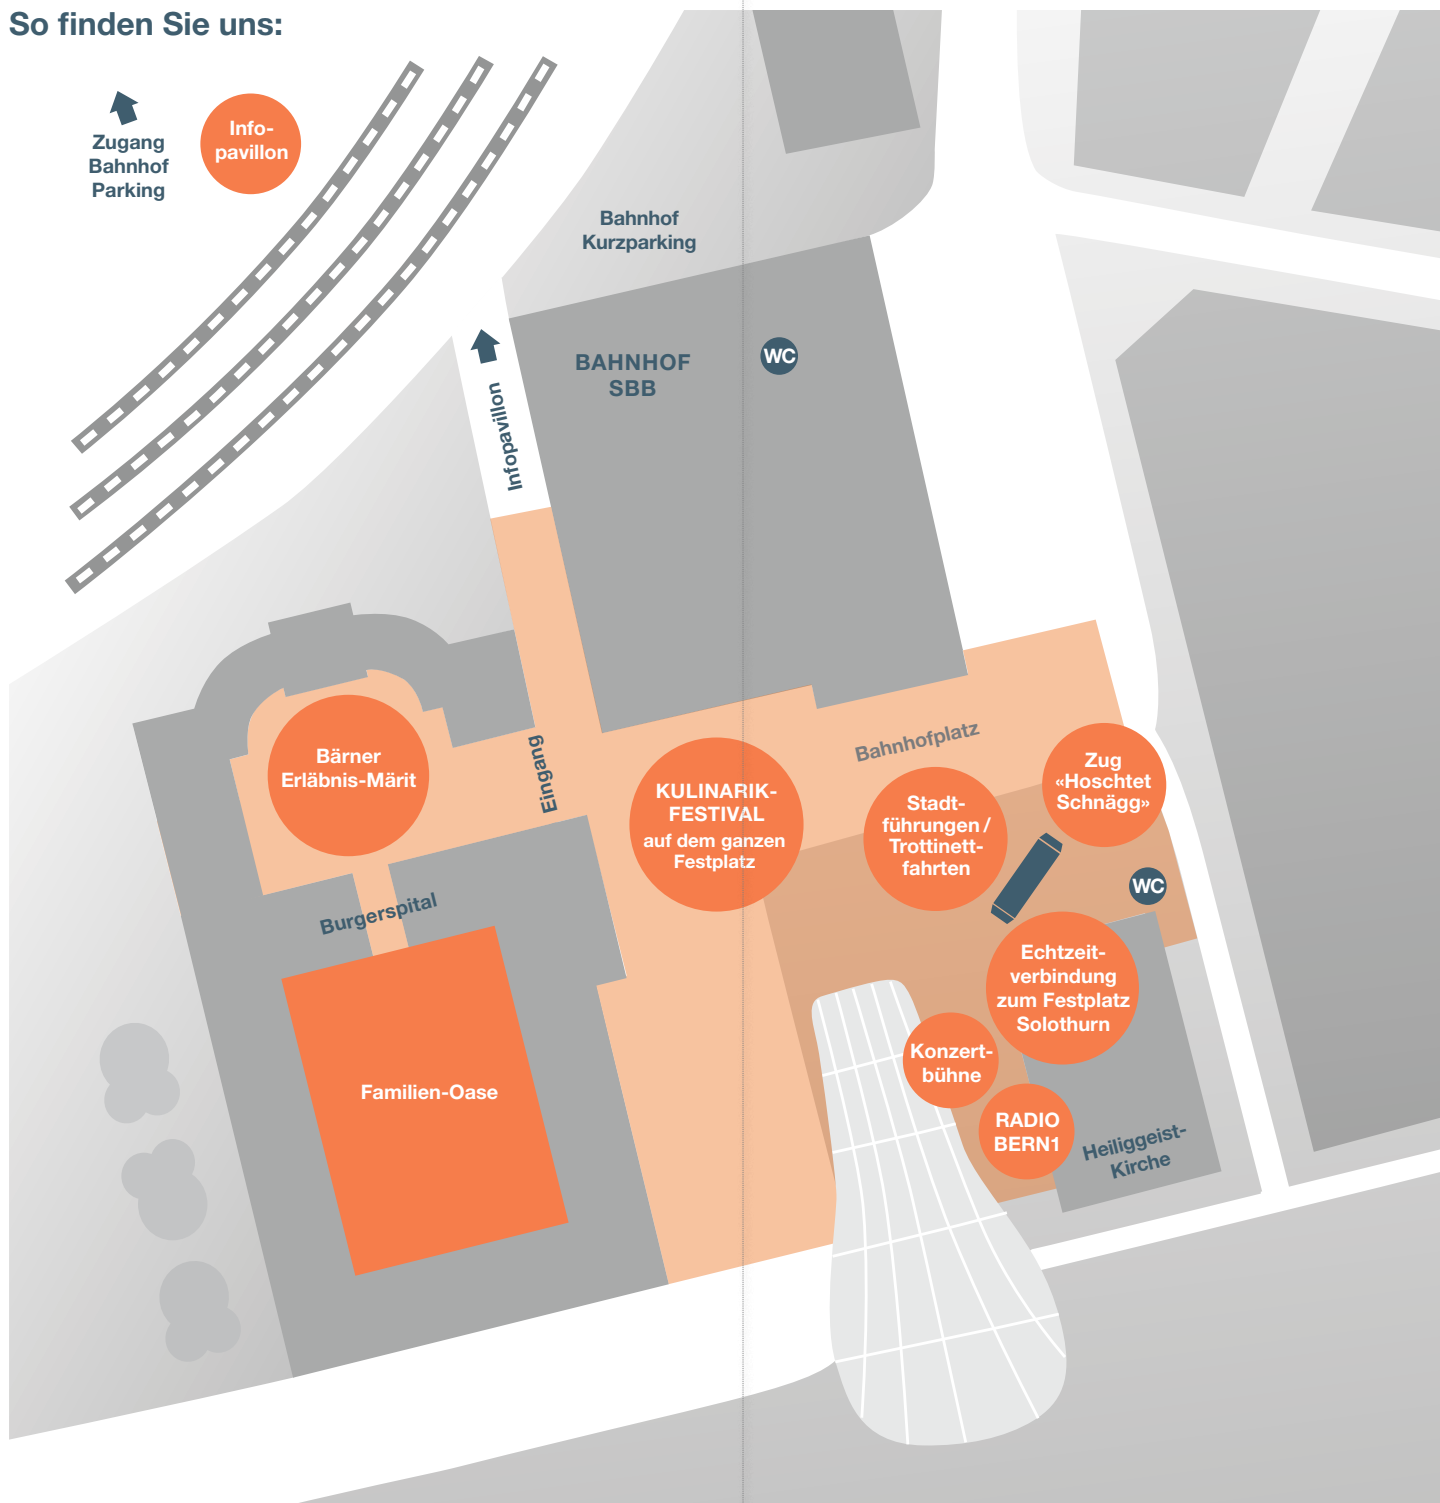 So finden Sie uns:
Zugang
Bahnhof
Parking
Info-
pavillon
Bahnhof
Kurzparking
BAHNHOF
SBB
WC
Infopavillon
Bärner
Erläbnis-Märit
Eingang
KULINARIK-
FESTIVAL
auf dem ganzen
Festplatz
Bahnhofplatz
Stadt-
führungen /
Trottinett-
fahrten
Zug
«Hoschtet
Schnägg»
WC
Burgerspital
Echtzeit-
verbindung
zum Festplatz
Solothurn
Konzert-
bühne
Familien-Oase
RADIO
BERN1
Heiliggeist-
Kirche